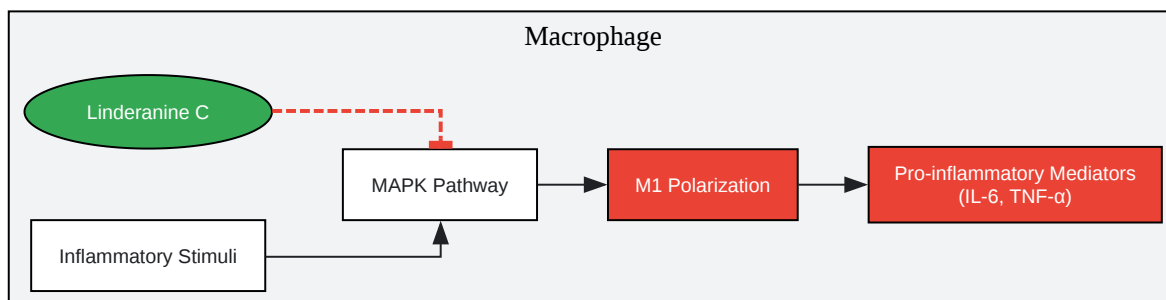 Macrophage
Linderanine C
MAPK Pathway
M1 Polarization
Pro-inflammatory Mediators
(IL-6, TNF-α)
Inflammatory Stimuli